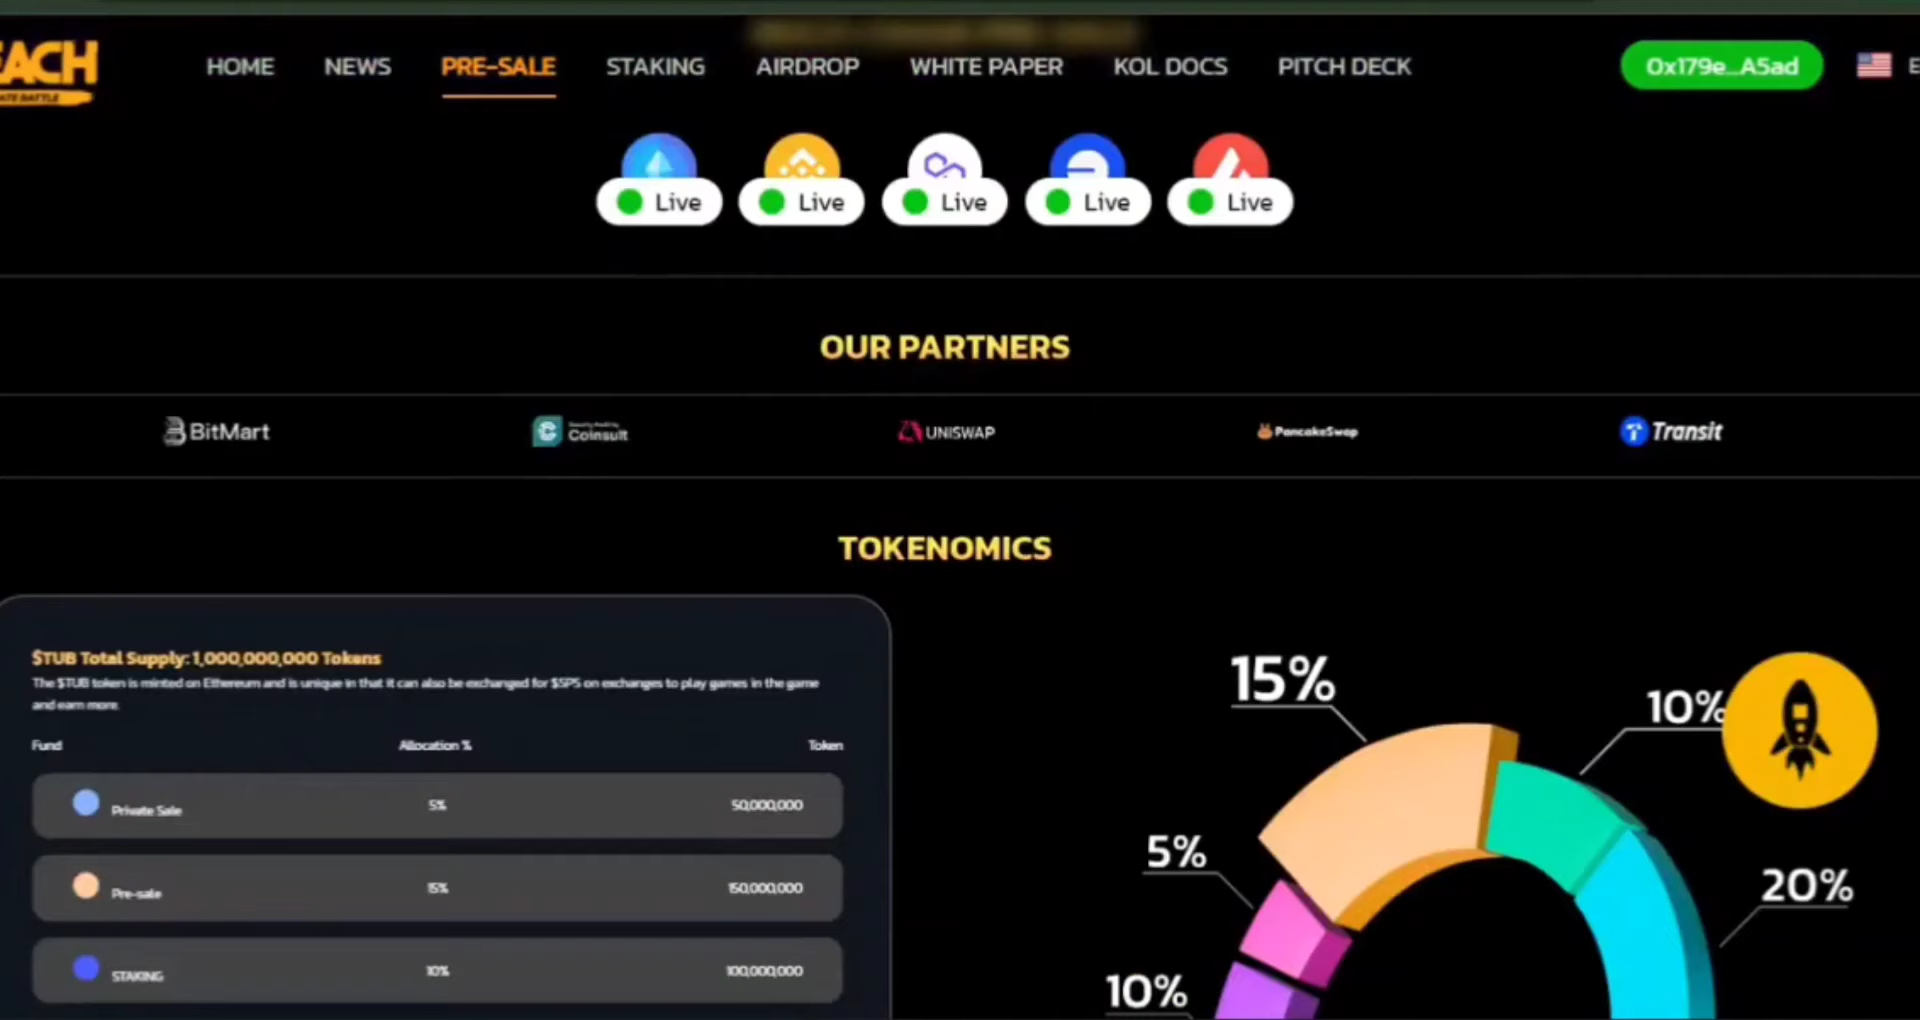 EACH
ATE BATTLE
HOME NEWS PRE-SALE STAKING AIRDROP WHITE PAPER KOL DOCS PITCH DECK 0x179e...A5ad E
Live Live Live Live Live
OUR PARTNERS
BitMart Coinsult UNISWAP PancakeSwap Transit
TOKENOMICS
$TUB Total Supply: 1,000,000,000 Tokens
The $TUB token is minted on Ethereum and is unique in that it can also be exchanged for $SPS on exchanges to play games in the game
and earn more.
Fund Allocation % Token
Private Sale 5% 50,000,000
Pre-sale 15% 150,000,000
STAKING 10% 100,000,000
15%
10%
5%
20%
10%